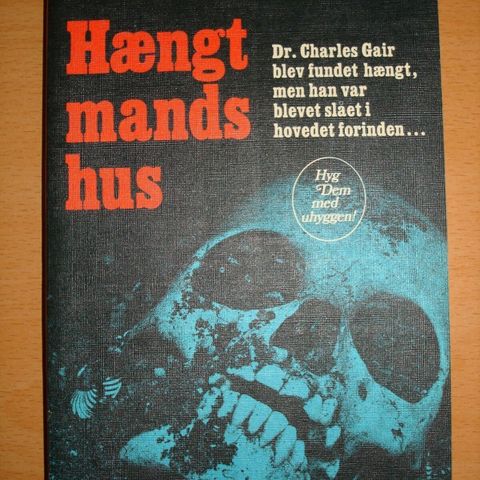 Hængt
mands
hus
Dr. Charles Gair
blev fundet hængt,
men han var
blevet slået i
hovedet forinden...
Hyg
Dem
med
uhyggen!